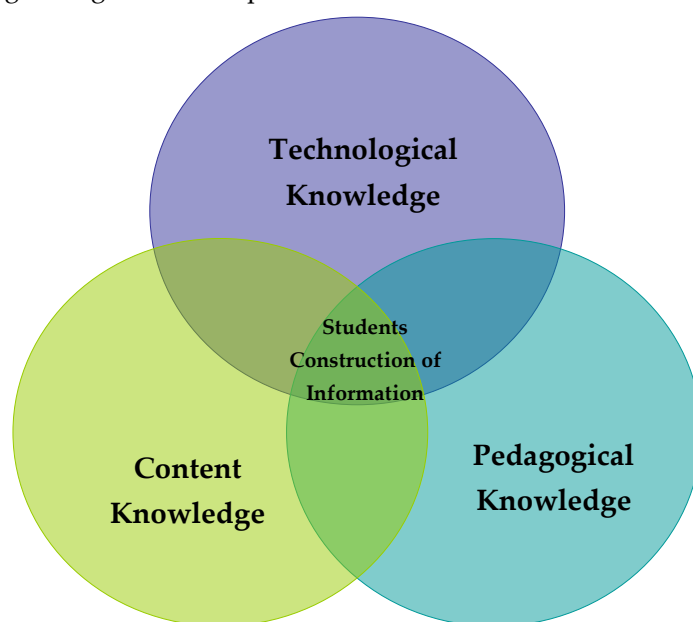 Technological
Knowledge
Students
Construction of
Information
Content
Knowledge
Pedagogical
Knowledge